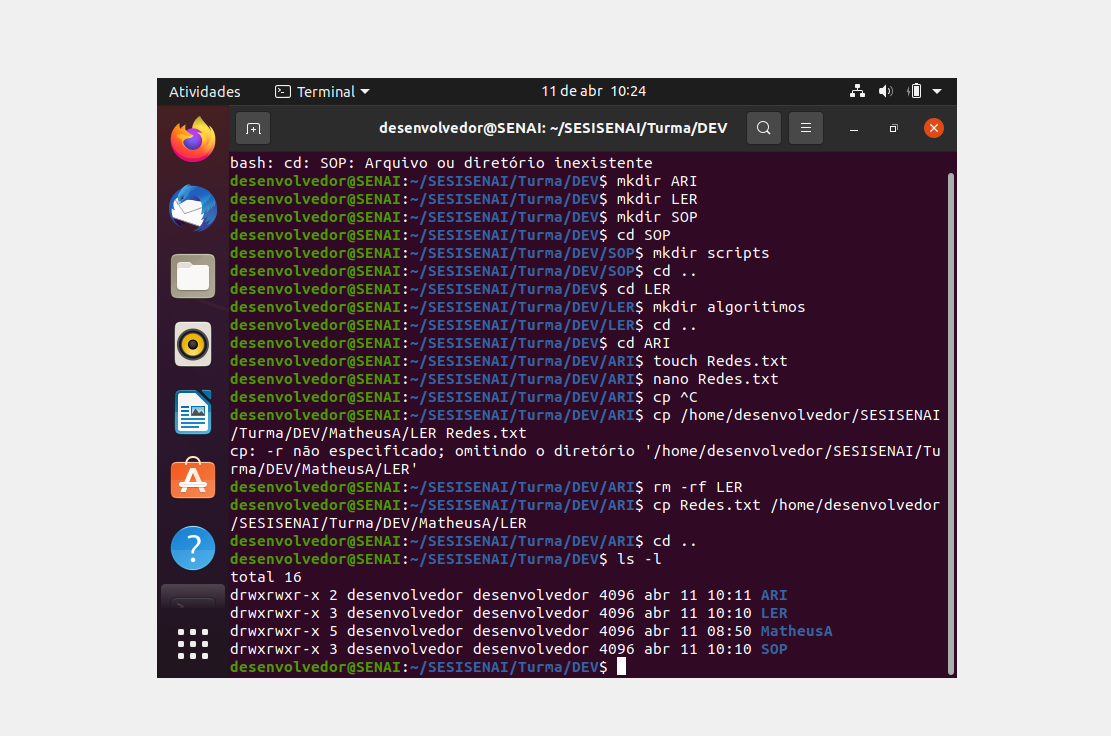 Atividades Terminal 11 de abr 10:24
desenvolvedor@SENAI: ~/SESISENAI/Turma/DEV
bash: cd: SOP: Arquivo ou diretório inexistente
desenvolvedor@SENAI:~/SESISENAI/Turma/DEV$ mkdir ARI
desenvolvedor@SENAI:~/SESISENAI/Turma/DEV$ mkdir LER
desenvolvedor@SENAI:~/SESISENAI/Turma/DEV$ mkdir SOP
desenvolvedor@SENAI:~/SESISENAI/Turma/DEV$ cd SOP
desenvolvedor@SENAI:~/SESISENAI/Turma/DEV/SOP$ mkdir scripts
desenvolvedor@SENAI:~/SESISENAI/Turma/DEV/SOP$ cd ..
desenvolvedor@SENAI:~/SESISENAI/Turma/DEV$ cd LER
desenvolvedor@SENAI:~/SESISENAI/Turma/DEV/LER$ mkdir algoritimos
desenvolvedor@SENAI:~/SESISENAI/Turma/DEV/LER$ cd ..
desenvolvedor@SENAI:~/SESISENAI/Turma/DEV$ cd ARI
desenvolvedor@SENAI:~/SESISENAI/Turma/DEV/ARI$ touch Redes.txt
desenvolvedor@SENAI:~/SESISENAI/Turma/DEV/ARI$ nano Redes.txt
desenvolvedor@SENAI:~/SESISENAI/Turma/DEV/ARI$ cp ^C
desenvolvedor@SENAI:~/SESISENAI/Turma/DEV/ARI$ cp /home/desenvolvedor/SESISENAI
/Turma/DEV/MatheusA/LER Redes.txt
cp: -r não especificado; omitindo o diretório '/home/desenvolvedor/SESISENAI/Tu
rma/DEV/MatheusA/LER'
desenvolvedor@SENAI:~/SESISENAI/Turma/DEV/ARI$ rm -rf LER
desenvolvedor@SENAI:~/SESISENAI/Turma/DEV/ARI$ cp Redes.txt /home/desenvolvedor
/SESISENAI/Turma/DEV/MatheusA/LER
desenvolvedor@SENAI:~/SESISENAI/Turma/DEV/ARI$ cd ..
desenvolvedor@SENAI:~/SESISENAI/Turma/DEV$ ls -l
total 16
drwxrwxr-x 2 desenvolvedor desenvolvedor 4096 abr 11 10:11 ARI
drwxrwxr-x 3 desenvolvedor desenvolvedor 4096 abr 11 10:10 LER
drwxrwxr-x 5 desenvolvedor desenvolvedor 4096 abr 11 08:50 MatheusA
drwxrwxr-x 3 desenvolvedor desenvolvedor 4096 abr 11 10:10 SOP
desenvolvedor@SENAI:~/SESISENAI/Turma/DEV$